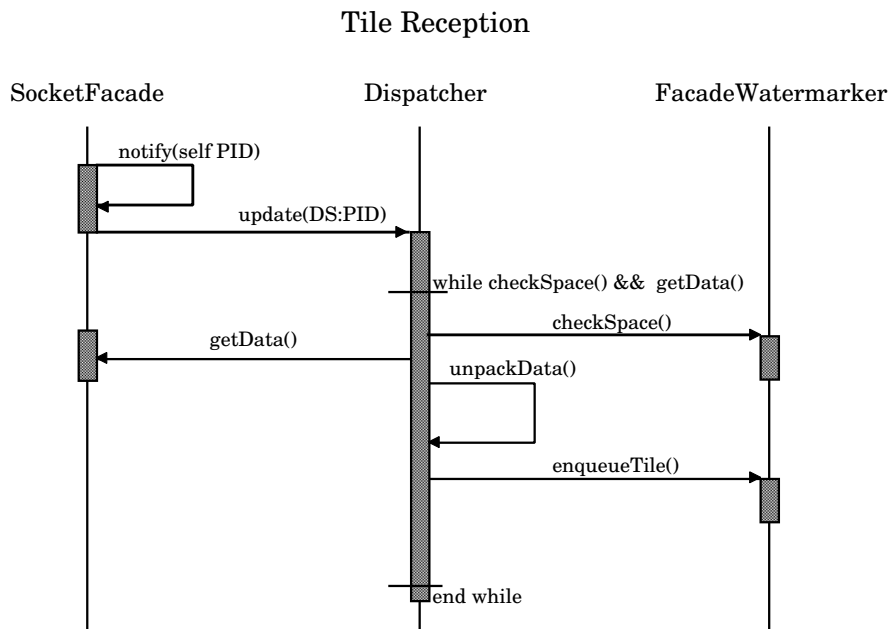 Tile Reception
SocketFacade
Dispatcher
FacadeWatermarker
notify(self PID)
update(DS:PID)
while checkSpace() && getData()
checkSpace()
getData()
unpackData()
enqueueTile()
end while